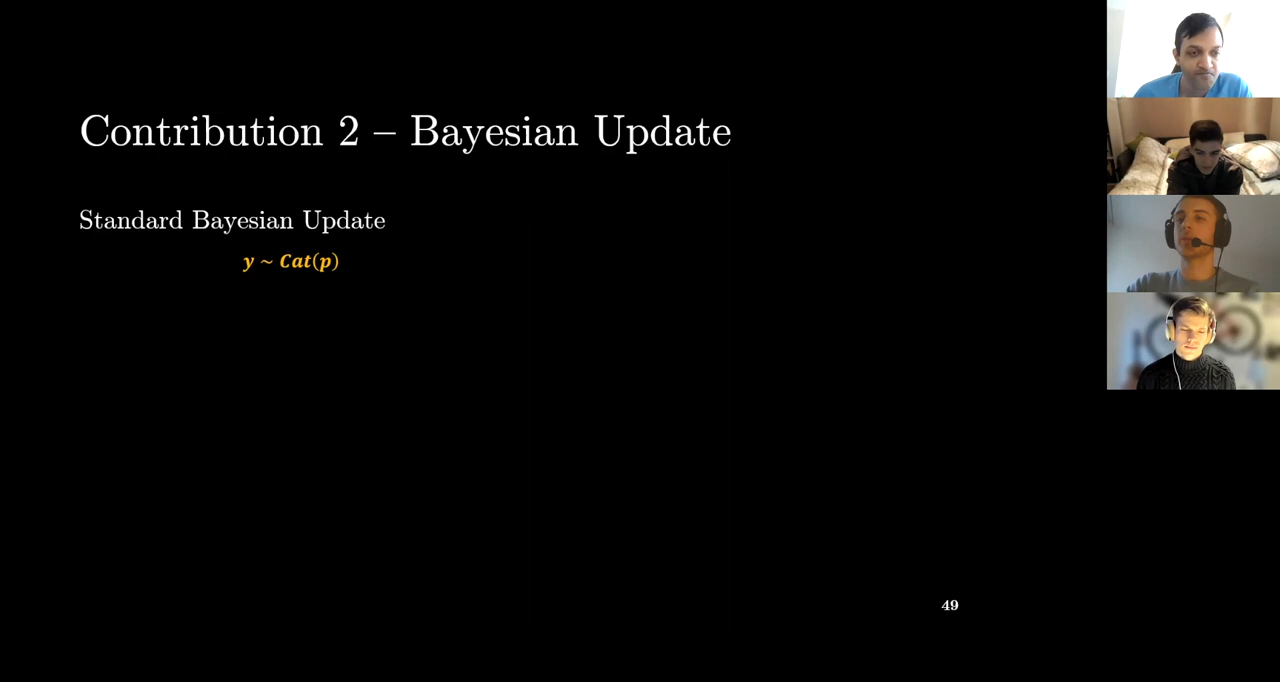 Contribution 2 – Bayesian Update
Standard Bayesian Update
y ~ Cat(p)
49